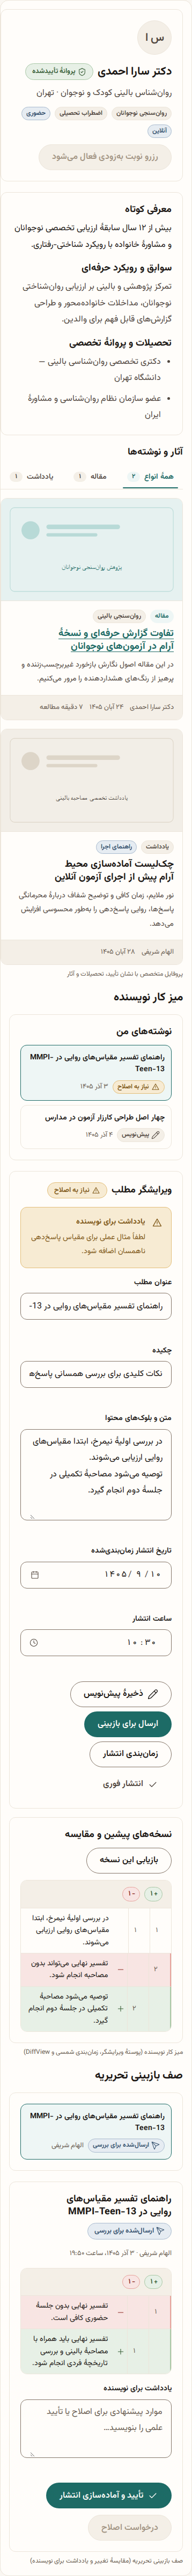 س ا
دکتر سارا احمدی
پروانهٔ تأییدشده
روان‌شناس بالینی کودک و نوجوان · تهران
روان‌سنجی نوجوانان
اضطراب تحصیلی
حضوری
آنلاین
رزرو نوبت به‌زودی فعال می‌شود
معرفی کوتاه
بیش از ۱۲ سال سابقهٔ ارزیابی تخصصی نوجوانان
و مشاورهٔ خانواده با رویکرد شناختی-رفتاری.
سوابق و رویکرد حرفه‌ای
تمرکز پژوهشی و بالینی بر ارزیابی روان‌شناختی
نوجوانان، مداخلات خانواده‌محور و طراحی
گزارش‌های قابل فهم برای والدین.
تحصیلات و پروانهٔ تخصصی
دکتری تخصصی روان‌شناسی بالینی —
دانشگاه تهران
عضو سازمان نظام روان‌شناسی و مشاورهٔ
ایران
آثار و نوشته‌ها
همهٔ انواع ۲
مقاله ۱
یادداشت ۱
پژوهش روان‌سنجی نوجوانان
مقاله
روان‌سنجی بالینی
تفاوت گزارش حرفه‌ای و نسخهٔ
آرام در آزمون‌های نوجوانان
در این مقاله اصول نگارش بازخورد غیربرچسب‌زننده و
پرهیز از رنگ‌های هشداردهنده را مرور می‌کنیم.
دکتر سارا احمدی ۲۴ آبان ۱۴۰۵ ۷ دقیقه مطالعه
یادداشت تخصصی مصاحبه بالینی
یادداشت
راهنمای اجرا
چک‌لیست آماده‌سازی محیط
آرام پیش از اجرای آزمون آنلاین
نور ملایم، زمان کافی و توضیح شفاف دربارهٔ محرمانگی
پاسخ‌ها، روایی پاسخ‌دهی را به‌طور محسوسی افزایش
می‌دهد.
الهام شریفی ۲۸ آبان ۱۴۰۵
پروفایل متخصص با نشان تأیید، تحصیلات و آثار
میز کار نویسنده
نوشته‌های من
راهنمای تفسیر مقیاس‌های روایی در MMPI-
Teen-13
نیاز به اصلاح
۳ آذر ۱۴۰۵
چهار اصل طراحی کارزار آزمون در مدارس
پیش‌نویس
۲ آذر ۱۴۰۵
ویرایشگر مطلب
نیاز به اصلاح
یادداشت برای نویسنده
لطفاً مثال عملی برای مقیاس پاسخ‌دهی
ناهمسان اضافه شود.
عنوان مطلب
راهنمای تفسیر مقیاس‌های روایی در 13-
چکیده
نکات کلیدی برای بررسی همسانی پاسخ‌ه
متن و بلوک‌های محتوا
در بررسی اولیهٔ نیمرخ، ابتدا مقیاس‌های
روایی ارزیابی می‌شوند.
توصیه می‌شود مصاحبهٔ تکمیلی در
جلسهٔ دوم انجام گیرد.
تاریخ انتشار زمان‌بندی‌شده
۱۴۰۵/ ۹ /۱۰
ساعت انتشار
۱۰ : ۳۰
ذخیرهٔ پیش‌نویس
ارسال برای بازبینی
زمان‌بندی انتشار
انتشار فوری
نسخه‌های پیشین و مقایسه
بازیابی این نسخه
+۱ −۱
۱ ۱ در بررسی اولیهٔ نیمرخ، ابتدا
مقیاس‌های روایی ارزیابی
می‌شوند.
۲ − تفسیر نهایی می‌تواند بدون
مصاحبه انجام شود.
۲ + توصیه می‌شود مصاحبهٔ
تکمیلی در جلسهٔ دوم انجام
گیرد.
میز کار نویسنده (پوستهٔ ویرایشگر، زمان‌بندی شمسی و DiffView)
صف بازبینی تحریریه
راهنمای تفسیر مقیاس‌های روایی در MMPI-
Teen-13
ارسال‌شده برای بررسی
الهام شریفی
راهنمای تفسیر مقیاس‌های
روایی در MMPI-Teen-13
ارسال‌شده برای بررسی
الهام شریفی · ۳ آذر ۱۴۰۵، ساعت ۱۹:۵۰
+۱ −۱
۱ − تفسیر نهایی بدون جلسهٔ
حضوری کافی است.
۱ + تفسیر نهایی باید همراه با
مصاحبهٔ بالینی و بررسی
تاریخچهٔ فردی انجام شود.
یادداشت برای نویسنده
موارد پیشنهادی برای اصلاح یا تأیید
علمی را بنویسید...
تأیید و آماده‌سازی انتشار
درخواست اصلاح
صف بازبینی تحریریه (مقایسهٔ تغییر و یادداشت برای نویسنده)